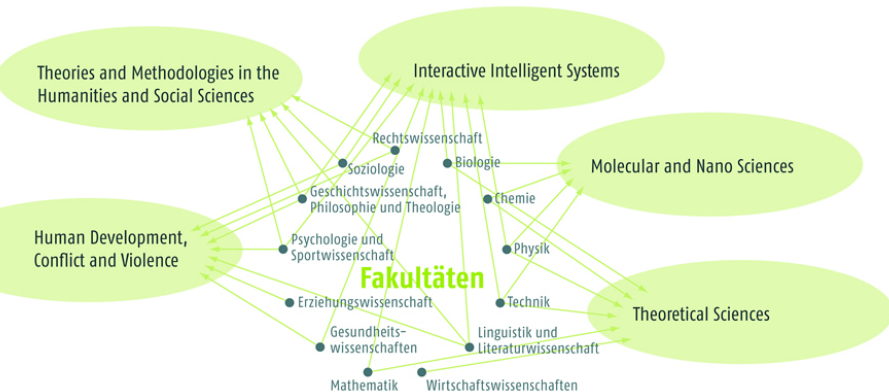 Theories and Methodologies in the
Humanities and Social Sciences
Interactive Intelligent Systems
Rechtswissenschaft
Soziologie
Biologie
Molecular and Nano Sciences
Geschichtswissenschaft,
Philosophie und Theologie
Chemie
Human Development,
Conflict and Violence
Psychologie und
Sportwissenschaft
Physik
Fakultäten
Erziehungswissenschaft
Technik
Theoretical Sciences
Gesundheits-
wissenschaften
Linguistik und
Literaturwissenschaft
Mathematik
Wirtschaftswissenschaften